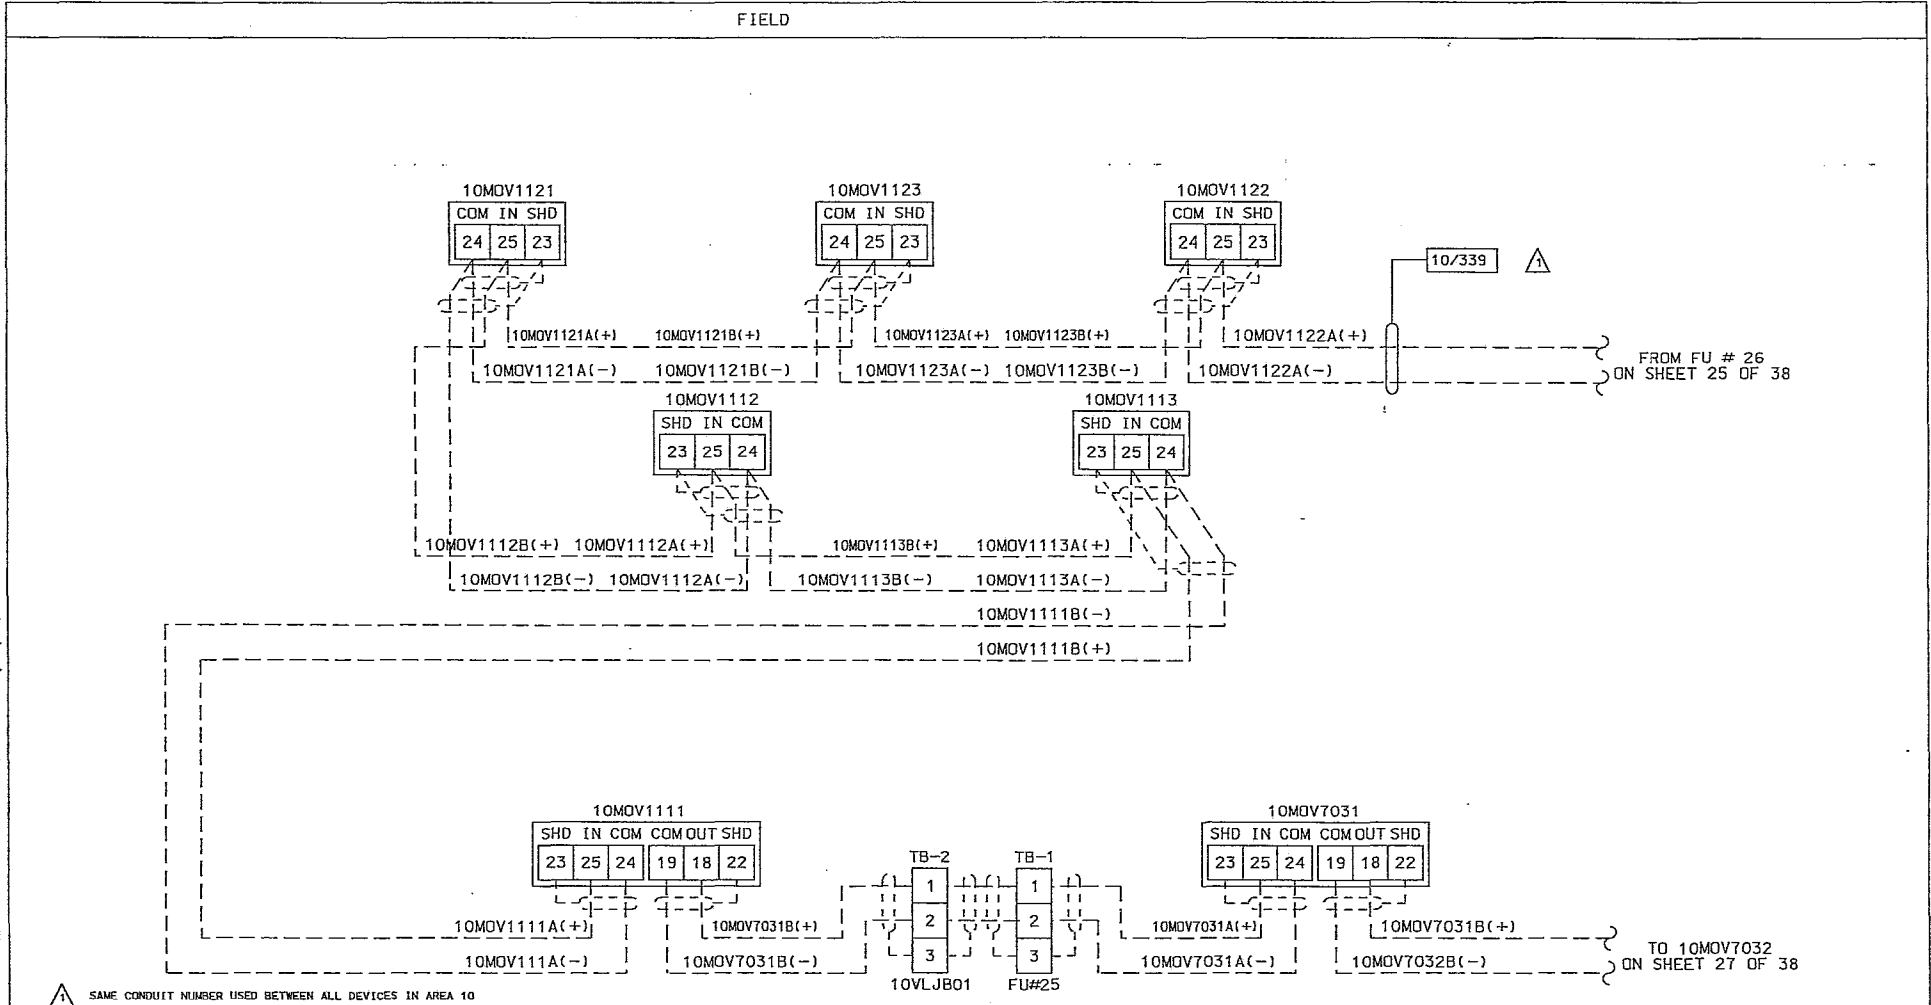 FIELD
10MOV1121
COM IN SHD
24 25 23
10MOV1123
COM IN SHD
24 25 23
10MOV1122
COM IN SHD
24 25 23
10/339
1
10MOV1121A(+) 10MOV1121B(+) 10MOV1123A(+) 10MOV1123B(+) 10MOV1122A(+)
10MOV1121A(-) 10MOV1121B(-) 10MOV1123A(-) 10MOV1123B(-) 10MOV1122A(-)
FROM FU # 26
ON SHEET 25 OF 38
10MOV1112
SHD IN COM
23 25 24
10MOV1113
SHD IN COM
23 25 24
10MOV1112B(+) 10MOV1112A(+) 10MOV1113B(+) 10MOV1113A(+)
10MOV1112B(-) 10MOV1112A(-) 10MOV1113B(-) 10MOV1113A(-)
10MOV1111B(-)
10MOV1111B(+)
10MOV1111
SHD IN COM COM OUT SHD
23 25 24 19 18 22
TB-2
1
2
3
10VLJB01
TB-1
1
2
3
FU#25
10MOV7031
SHD IN COM COM OUT SHD
23 25 24 19 18 22
10MOV1111A(+) 10MOV7031B(+) 10MOV7031A(+) 10MOV7031B(+)
10MOV111A(-) 10MOV7031B(-) 10MOV7031A(-) 10MOV7032B(-)
TO 10MOV7032
ON SHEET 27 OF 38
1 SAME CONDUIT NUMBER USED BETWEEN ALL DEVICES IN AREA 10